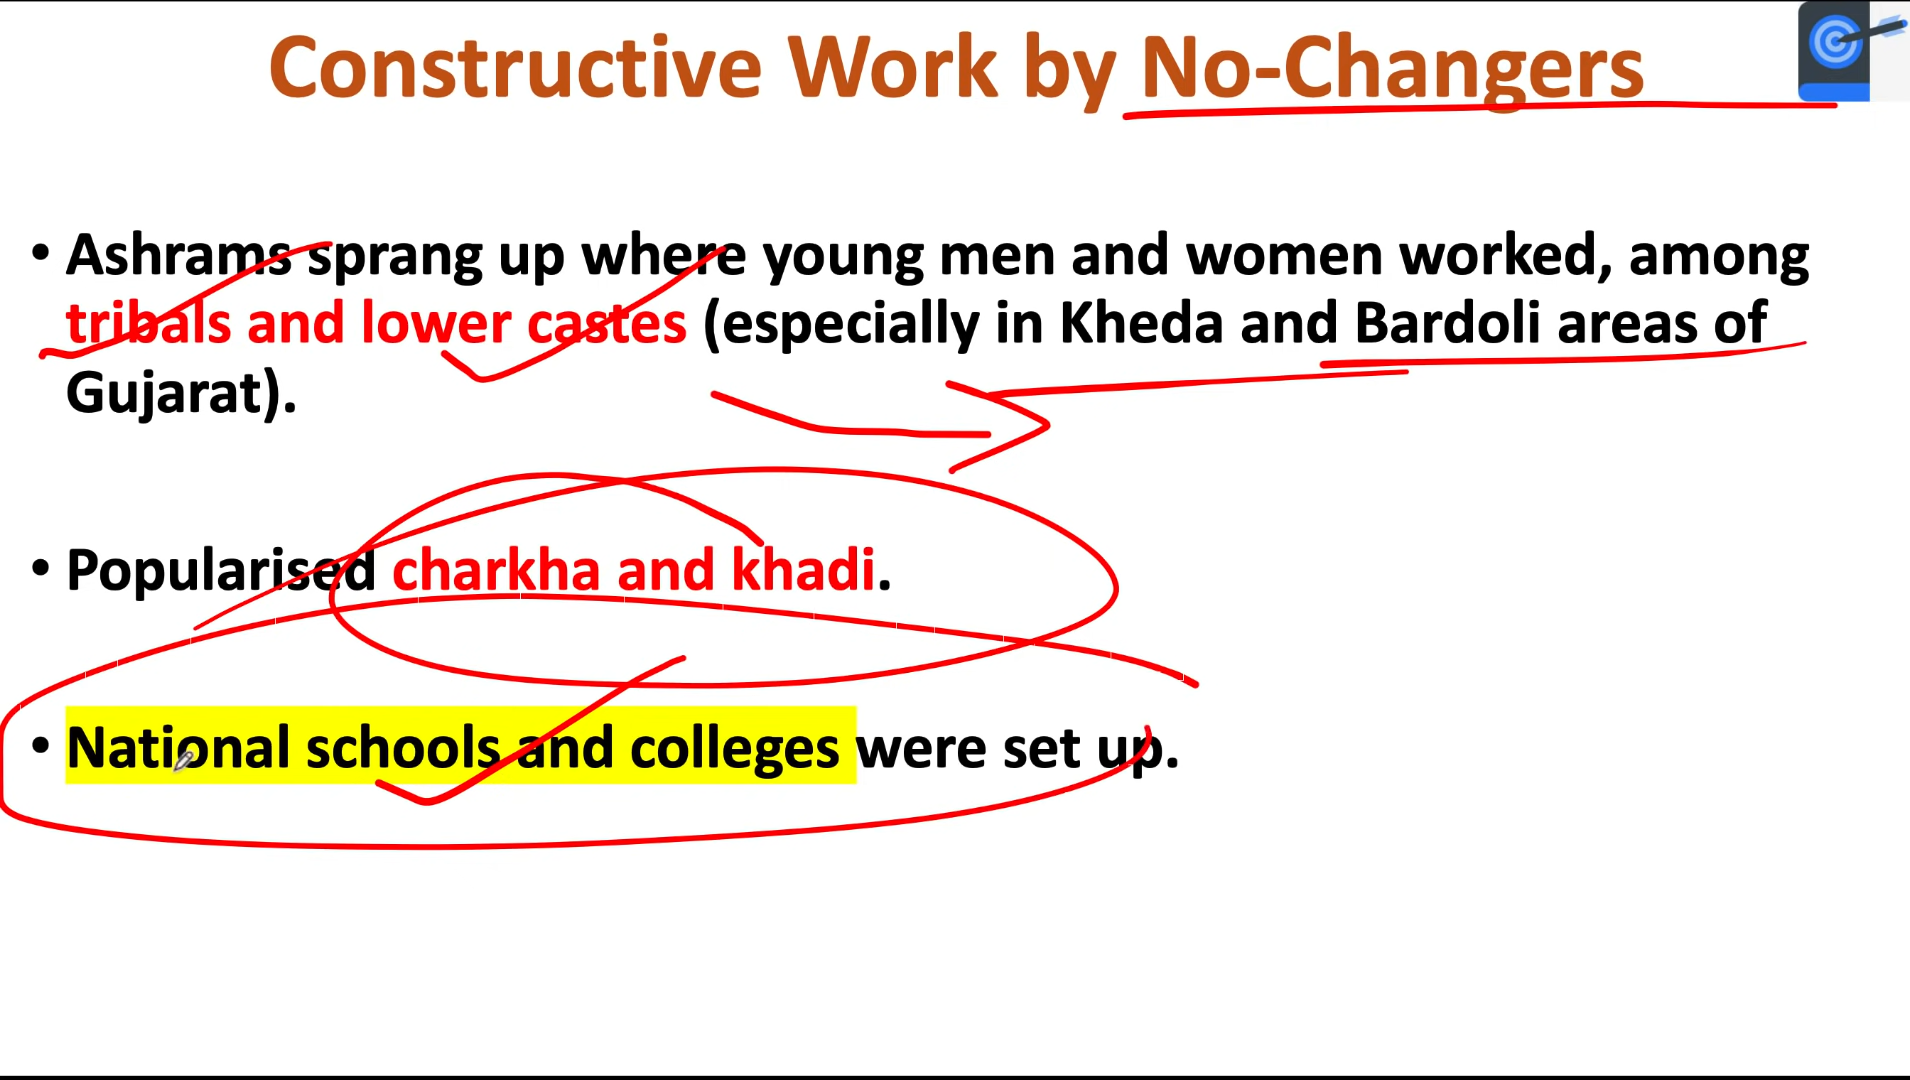 Constructive Work by No-Changers
• Ashrams sprang up where young men and women worked, among
tribals and lower castes (especially in Kheda and Bardoli areas of
Gujarat).
• Popularised charkha and khadi.
• National schools and colleges were set up.